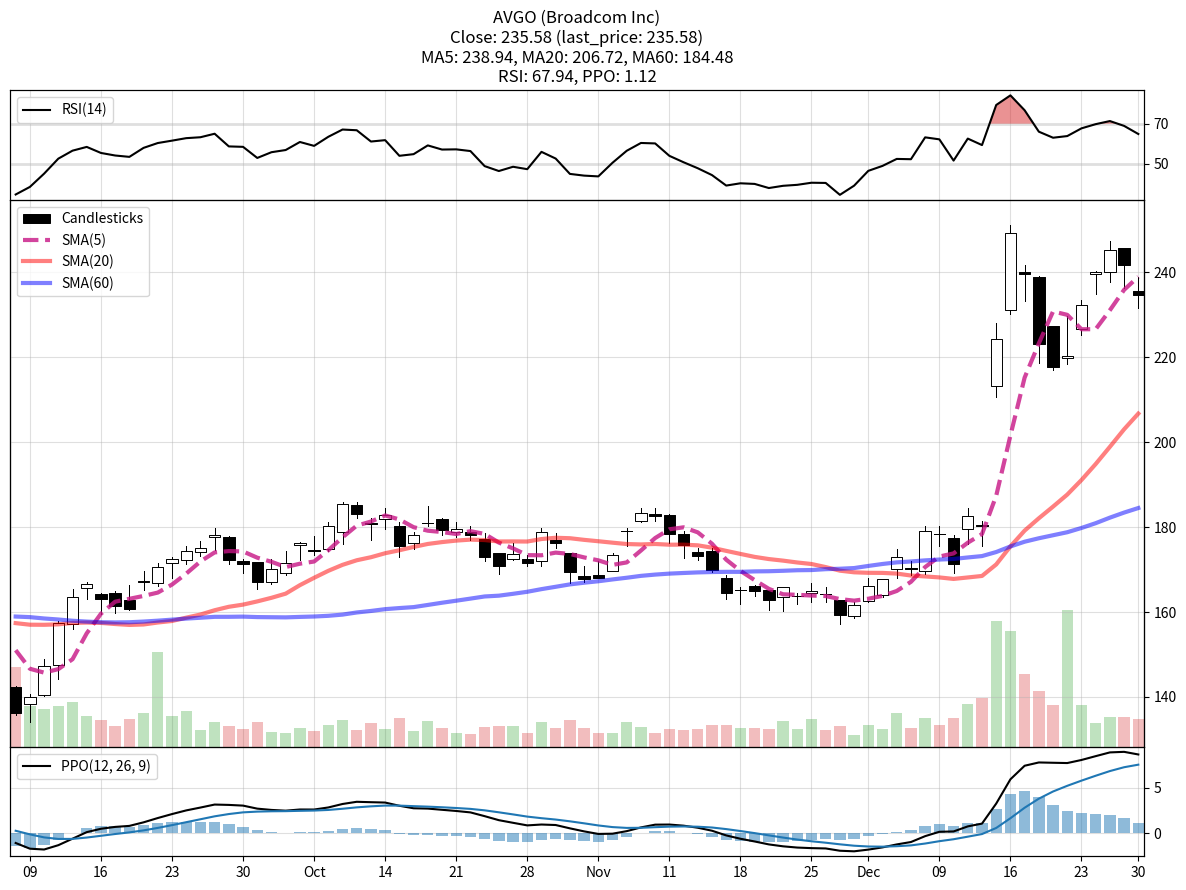 AVGO (Broadcom Inc)
Close: 235.58 (last_price: 235.58)
MA5: 238.94, MA20: 206.72, MA60: 184.48
RSI: 67.94, PPO: 1.12
RSI(14)
70
50
Candlesticks
SMA(5)
SMA(20)
SMA(60)
240
220
200
180
160
140
PPO(12, 26, 9)
5
0
09 16 23 30 Oct 14 21 28 Nov 11 18 25 Dec 09 16 23 30